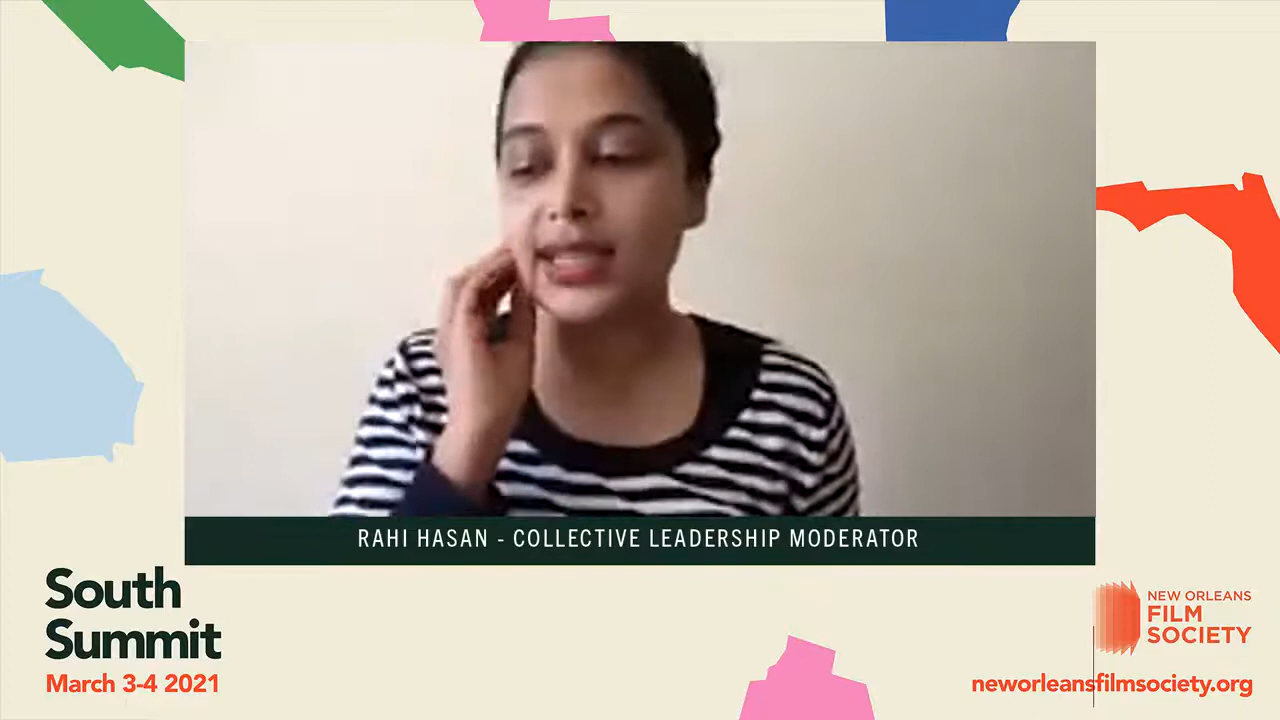 RAHI HASAN - COLLECTIVE LEADERSHIP MODERATOR
South
Summit
March 3-4 2021
NEW ORLEANS
FILM
SOCIETY
neworleansfilmsociety.org